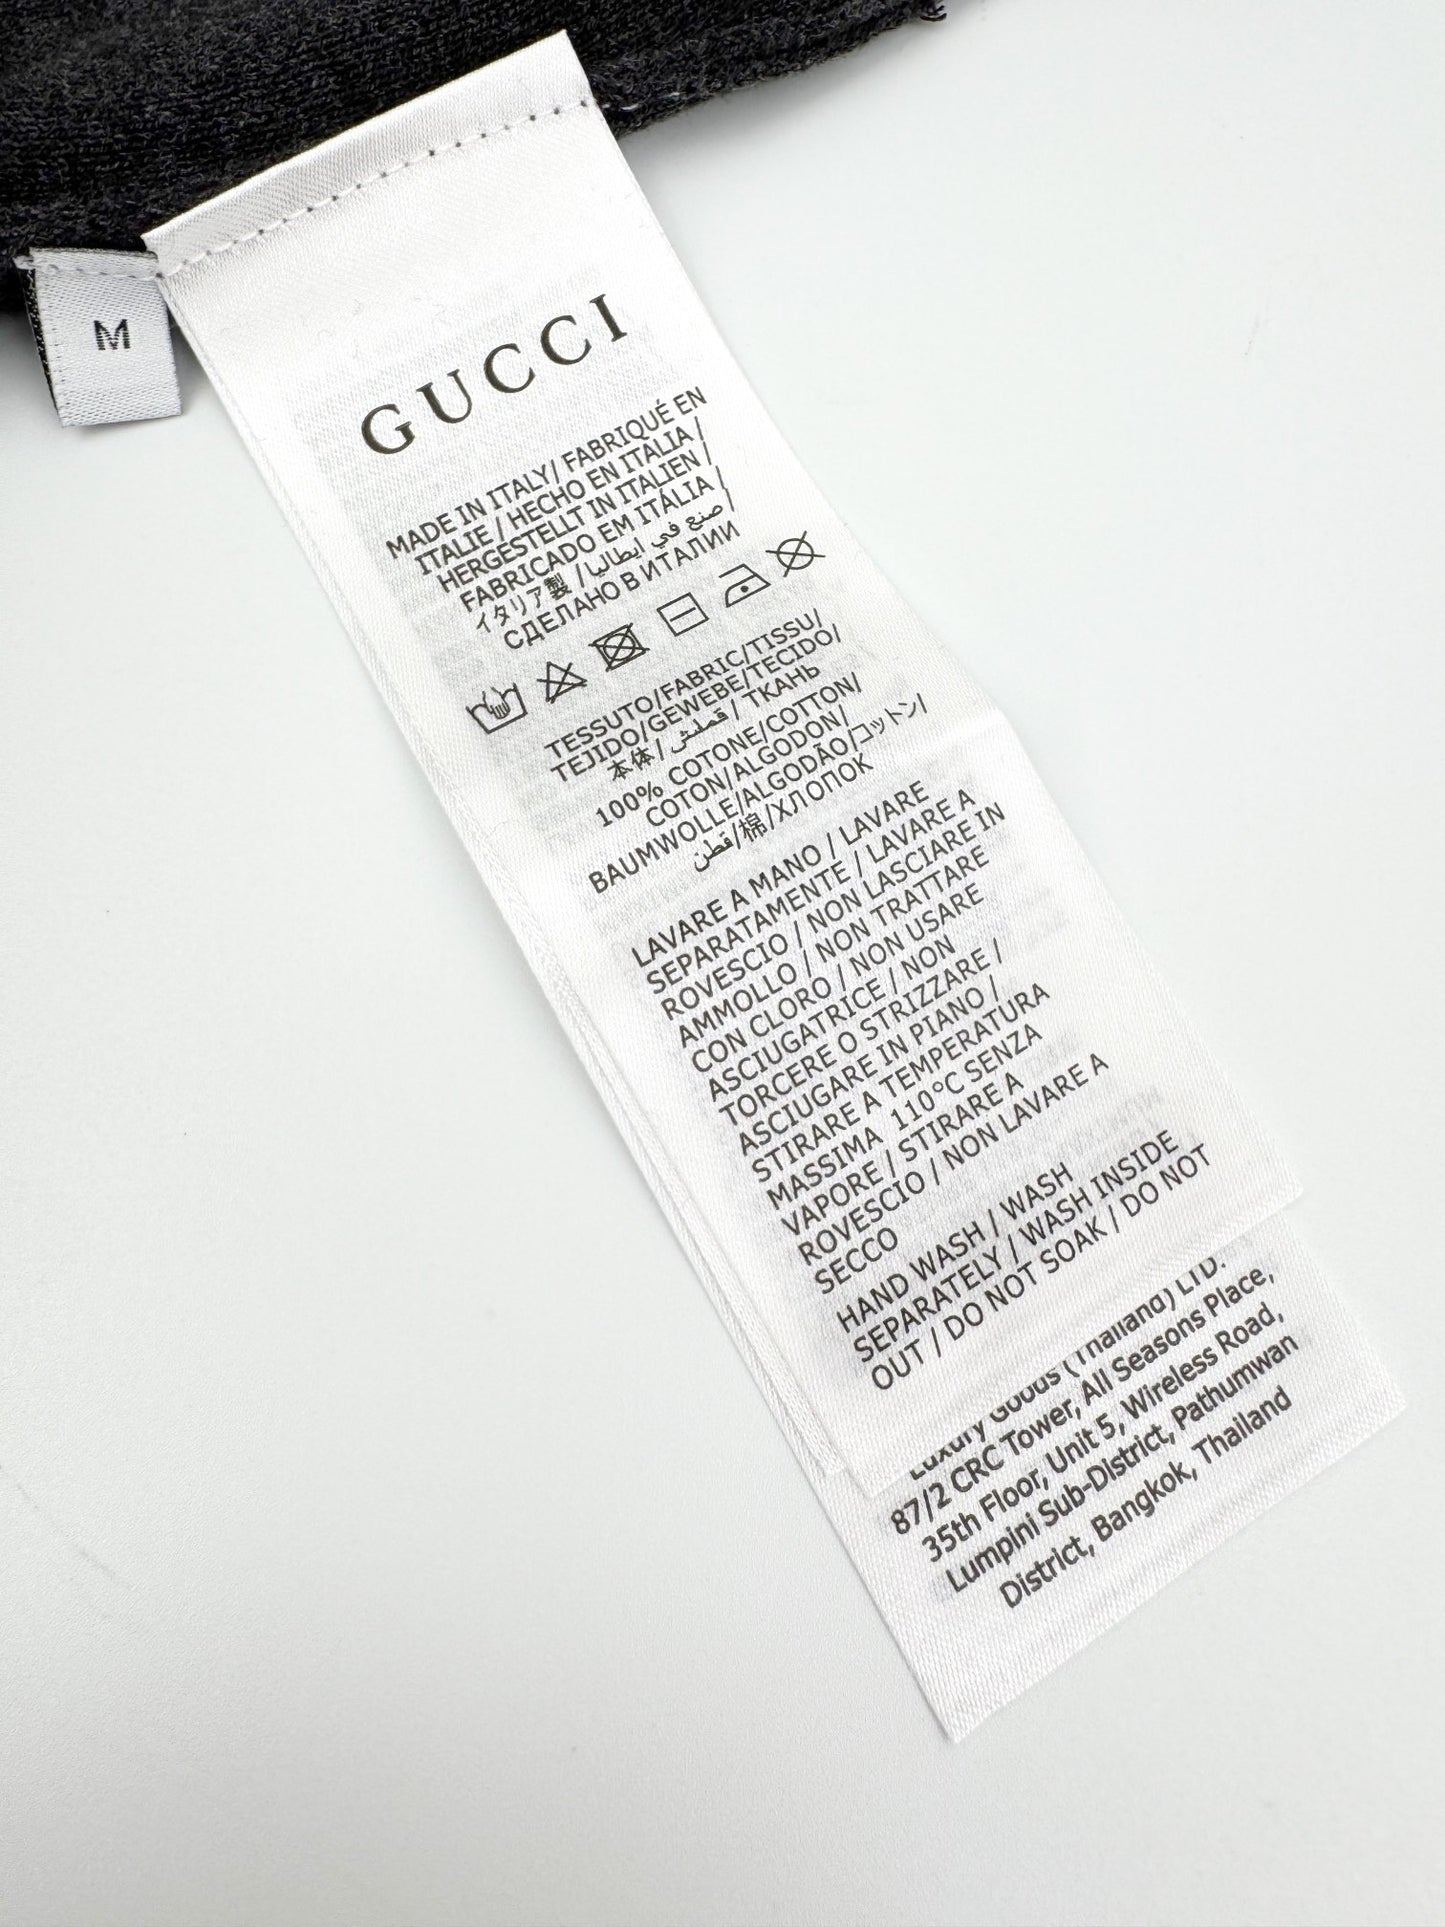 M
GUCCI
MADE IN ITALY/ FABRIQUÉ EN
ITALIE / HECHO EN ITALIA /
HERGESTELLT IN ITALIEN /
FABRICADO EM ITÁLIA /
イタリア製 / صنع في ايطاليا /
СДЕЛАНО В ИТАЛИИ
TESSUTO/FABRIC/TISSU/
TEJIDO/GEWEBE/TECIDO/
本体/ قملش / ТКАНЬ
100% COTONE/COTTON/
COTON/ALGODON/
BAUMWOLLE/ALGODÃO/コットン/
قطن/棉/ХЛОПОК
LAVARE A MANO / LAVARE
SEPARATAMENTE / LAVARE A
ROVESCIO / NON LASCIARE IN
AMMOLLO / NON TRATTARE
CON CLORO / NON USARE
ASCIUGATRICE / NON
TORCERE O STRIZZARE /
ASCIUGARE IN PIANO /
STIRARE A TEMPERATURA
MASSIMA 110°C SENZA
VAPORE / STIRARE A
ROVESCIO / NON LAVARE A
SECCO
HAND WASH / WASH
SEPARATELY / WASH INSIDE
OUT / DO NOT SOAK / DO NOT
Luxury Goods (Thailand) LTD.
87/2 CRC Tower, All Seasons Place,
35th Floor, Unit 5, Wireless Road,
Lumpini Sub-District, Pathumwan
District, Bangkok, Thailand